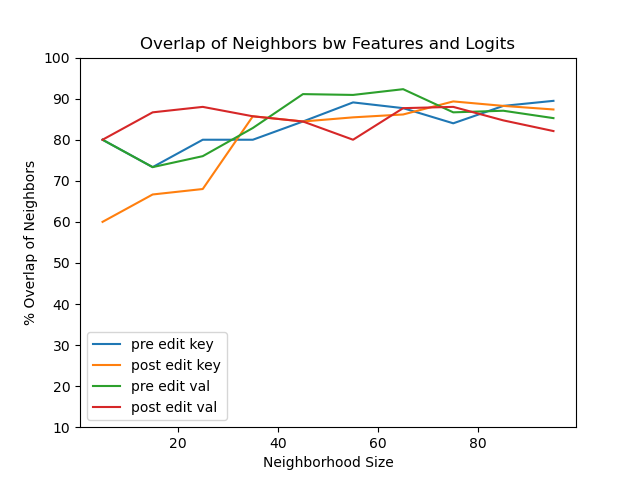 Overlap of Neighbors bw Features and Logits
100
90
80
70
60
50
40
30
20
10
% Overlap of Neighbors
pre edit key
post edit key
pre edit val
post edit val
20 40 60 80
Neighborhood Size